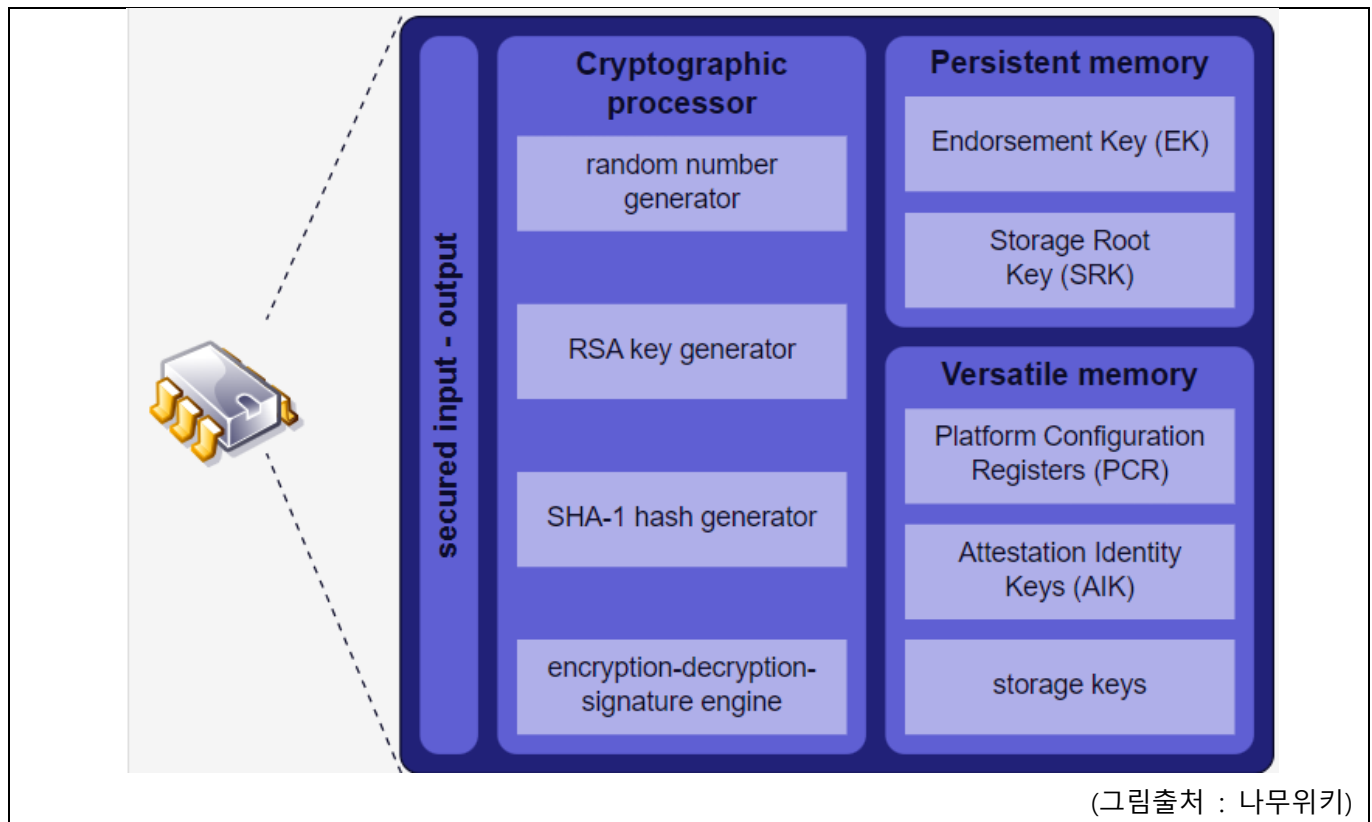 secured input - output
Cryptographic
processor
random number
generator
RSA key generator
SHA-1 hash generator
encryption-decryption-
signature engine
Persistent memory
Endorsement Key (EK)
Storage Root
Key (SRK)
Versatile memory
Platform Configuration
Registers (PCR)
Attestation Identity
Keys (AIK)
storage keys
(그림출처 : 나무위키)